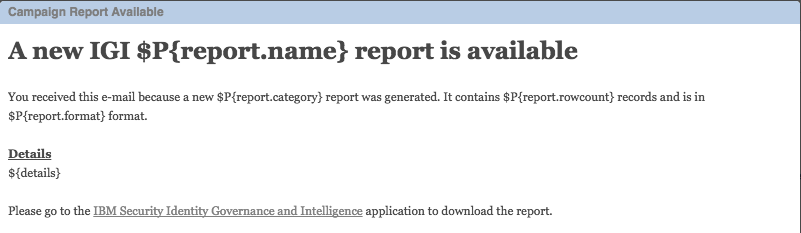 Campaign Report Available
A new IGI $P{report.name} report is available
You received this e-mail because a new $P{report.category} report was generated. It contains $P{report.rowcount} records and is in
$P{report.format} format.
Details
${details}
Please go to the IBM Security Identity Governance and Intelligence application to download the report.